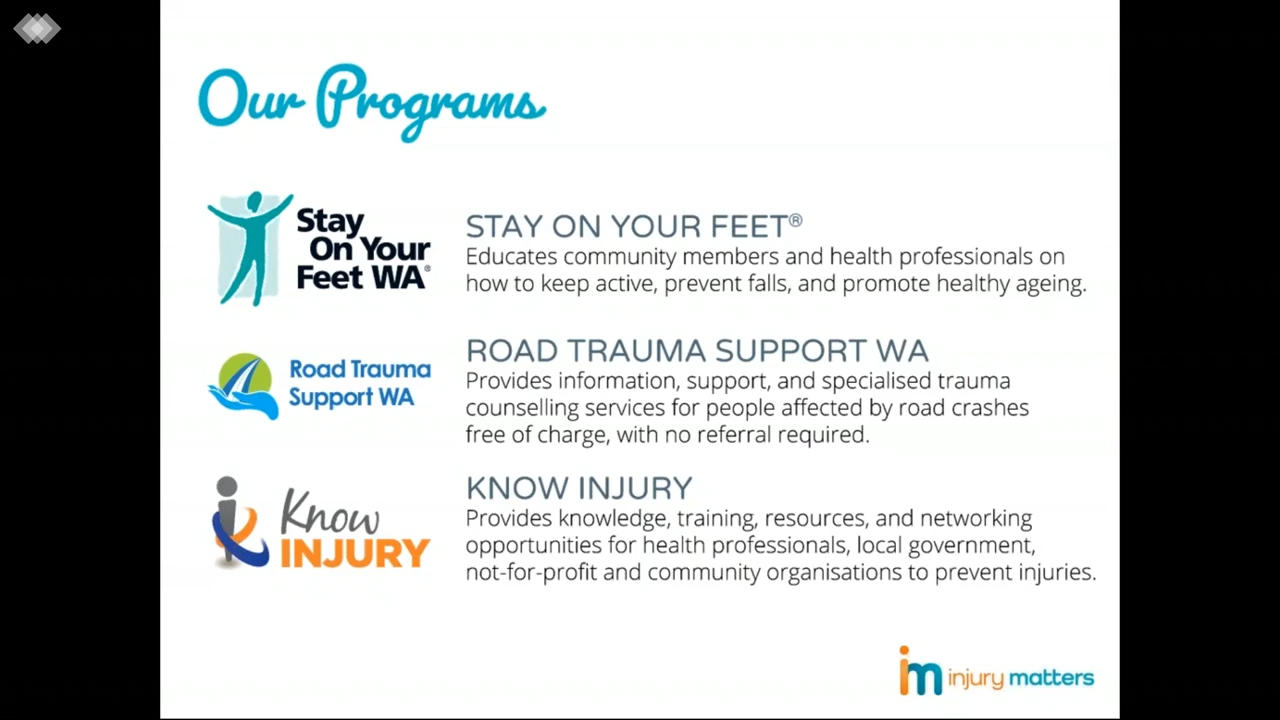 Our Programs
Stay
On Your
Feet WA®
STAY ON YOUR FEET®
Educates community members and health professionals on
how to keep active, prevent falls, and promote healthy ageing.
Road Trauma
Support WA
ROAD TRAUMA SUPPORT WA
Provides information, support, and specialised trauma
counselling services for people affected by road crashes
free of charge, with no referral required.
Know
INJURY
KNOW INJURY
Provides knowledge, training, resources, and networking
opportunities for health professionals, local government,
not-for-profit and community organisations to prevent injuries.
im injury matters